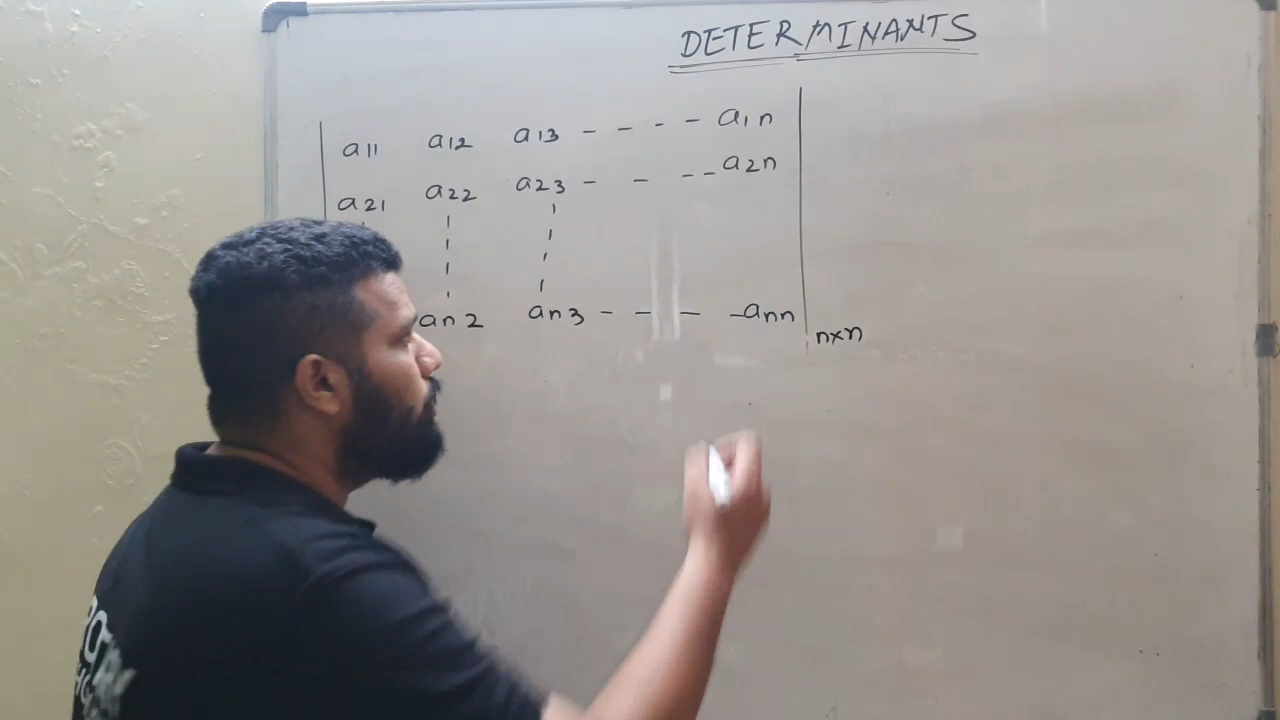 DETERMINANTS
a11 a12 a13 - - - - a1n
a21 a22 a23 - - - - a2n
an2 an3 - - - - ann
nxn